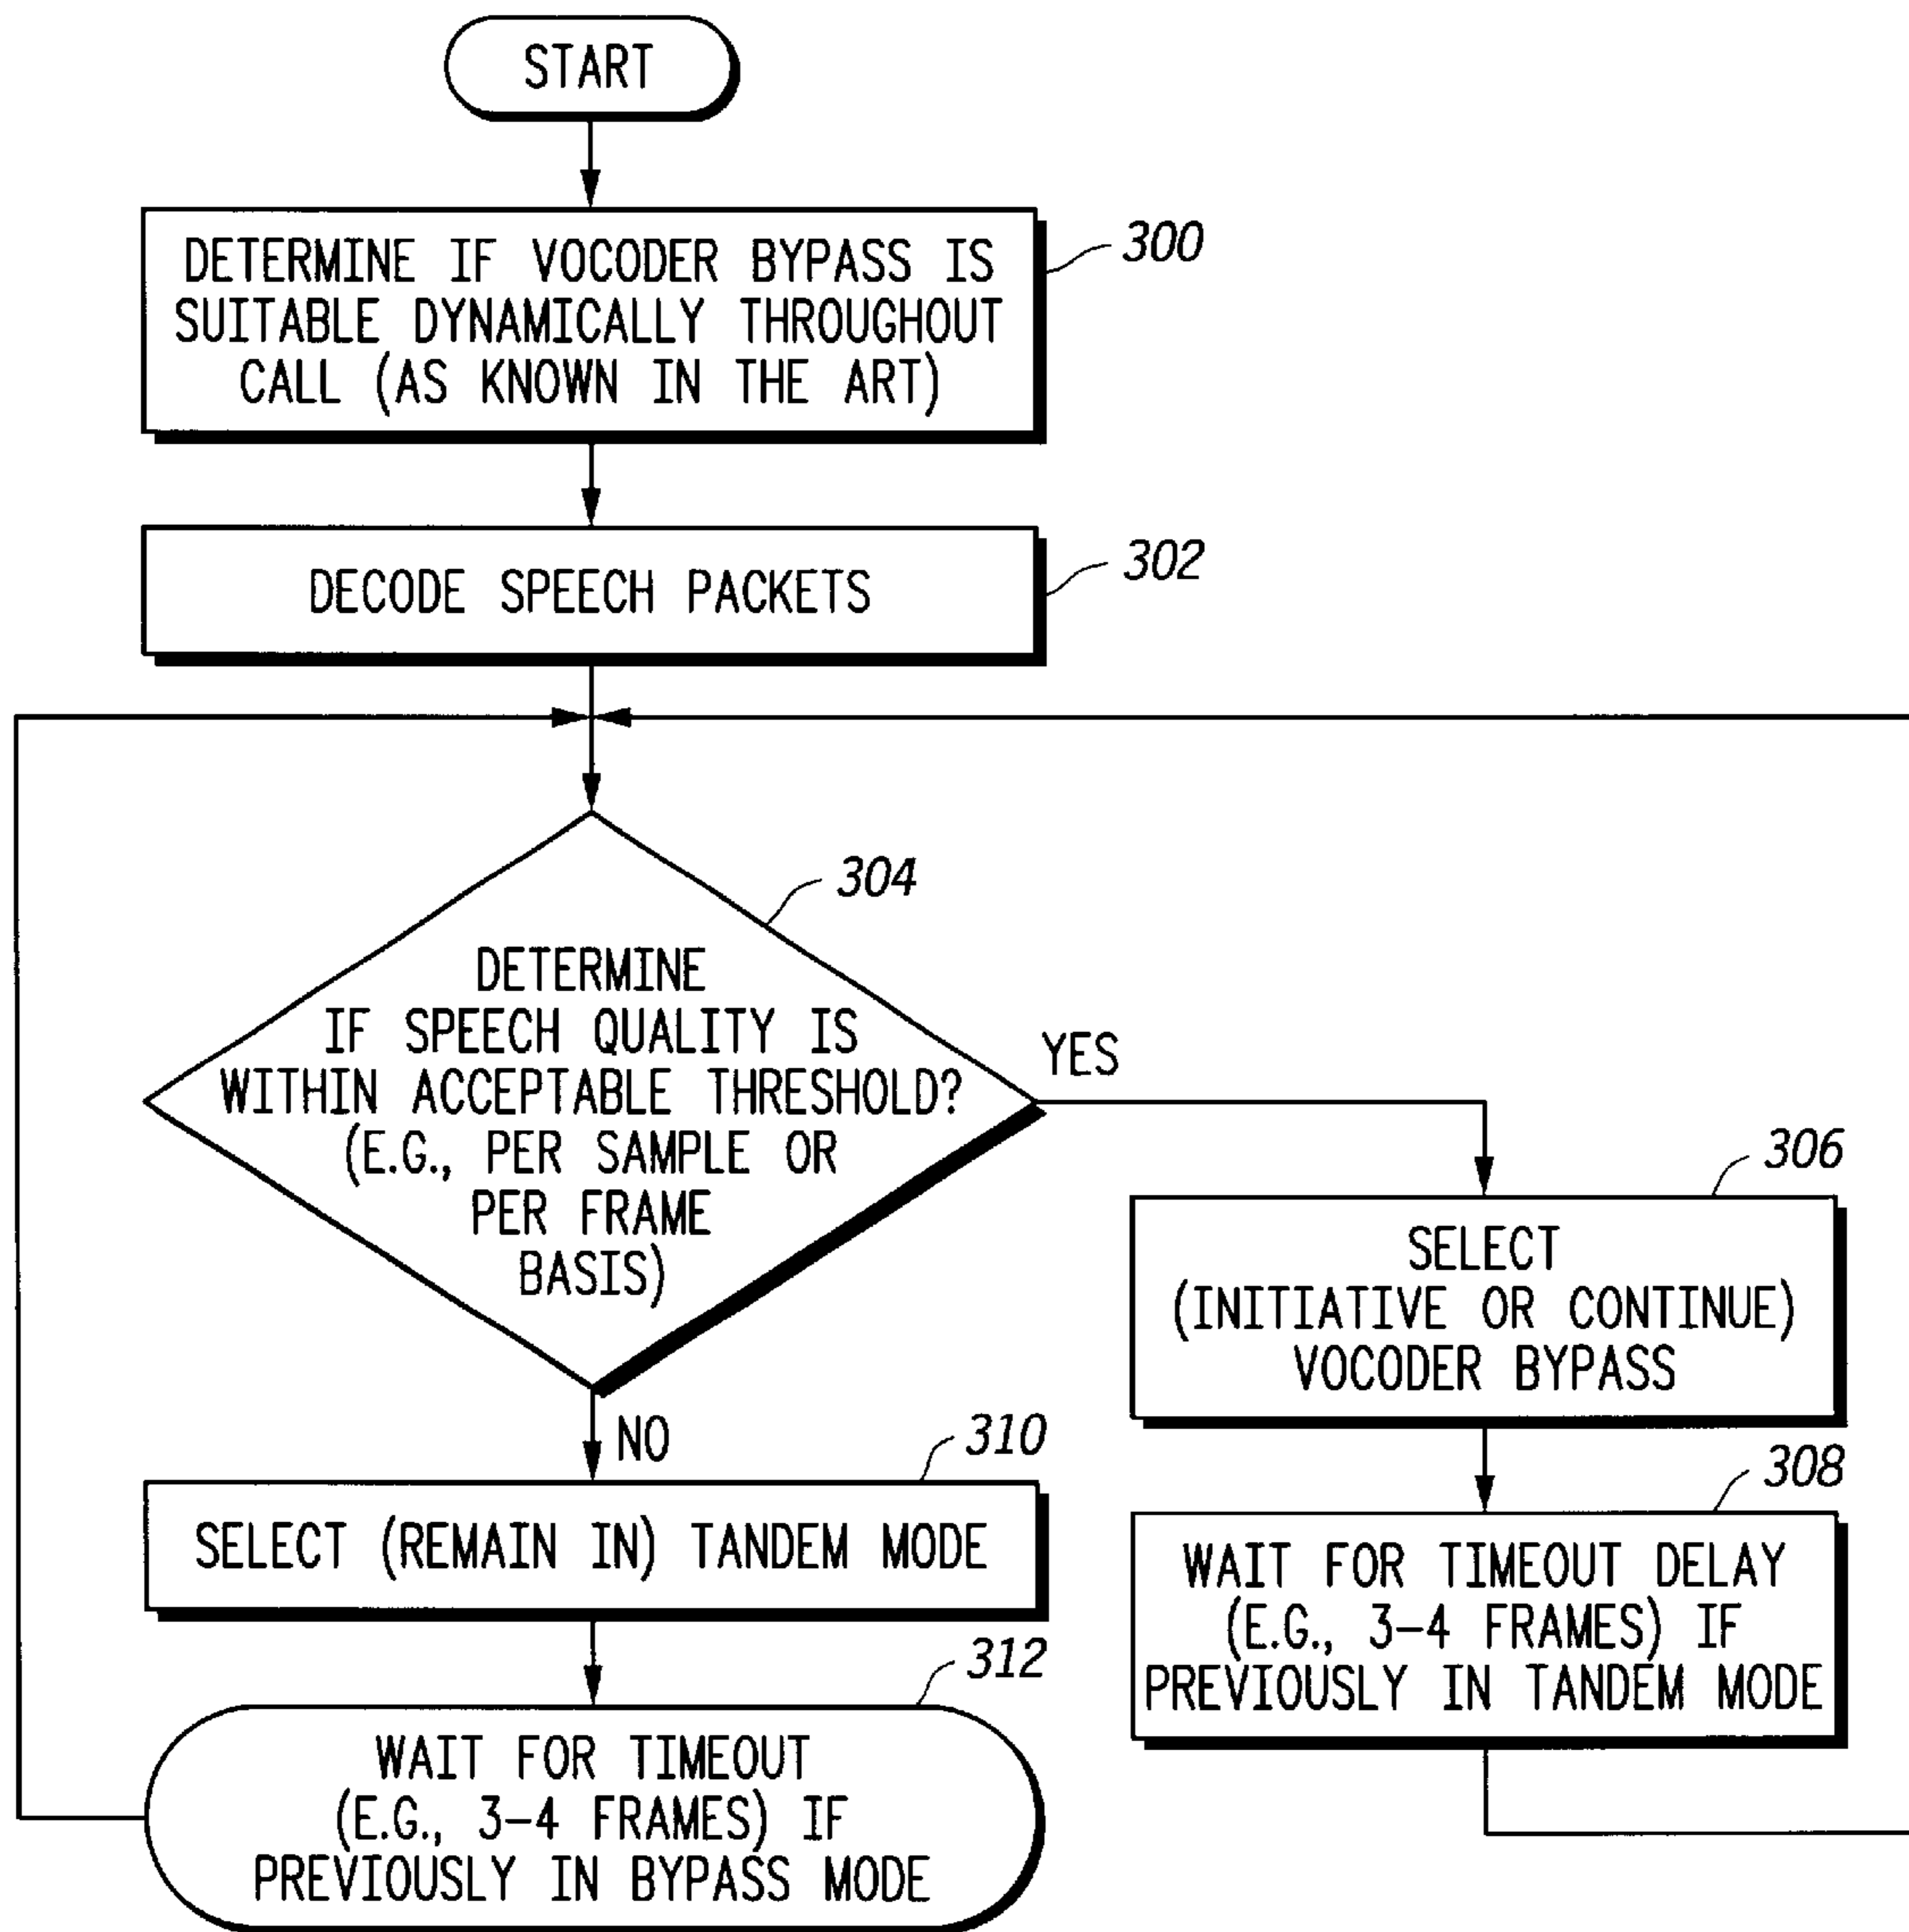 START
DETERMINE IF VOCODER BYPASS IS
SUITABLE DYNAMICALLY THROUGHOUT
CALL (AS KNOWN IN THE ART)
300
DECODE SPEECH PACKETS
302
304
DETERMINE
IF SPEECH QUALITY IS
WITHIN ACCEPTABLE THRESHOLD?
(E.G., PER SAMPLE OR
PER FRAME
BASIS)
YES
306
SELECT
(INITIATIVE OR CONTINUE)
VOCODER BYPASS
NO
310
SELECT (REMAIN IN) TANDEM MODE
308
WAIT FOR TIMEOUT DELAY
(E.G., 3-4 FRAMES) IF
PREVIOUSLY IN TANDEM MODE
312
WAIT FOR TIMEOUT
(E.G., 3-4 FRAMES) IF
PREVIOUSLY IN BYPASS MODE